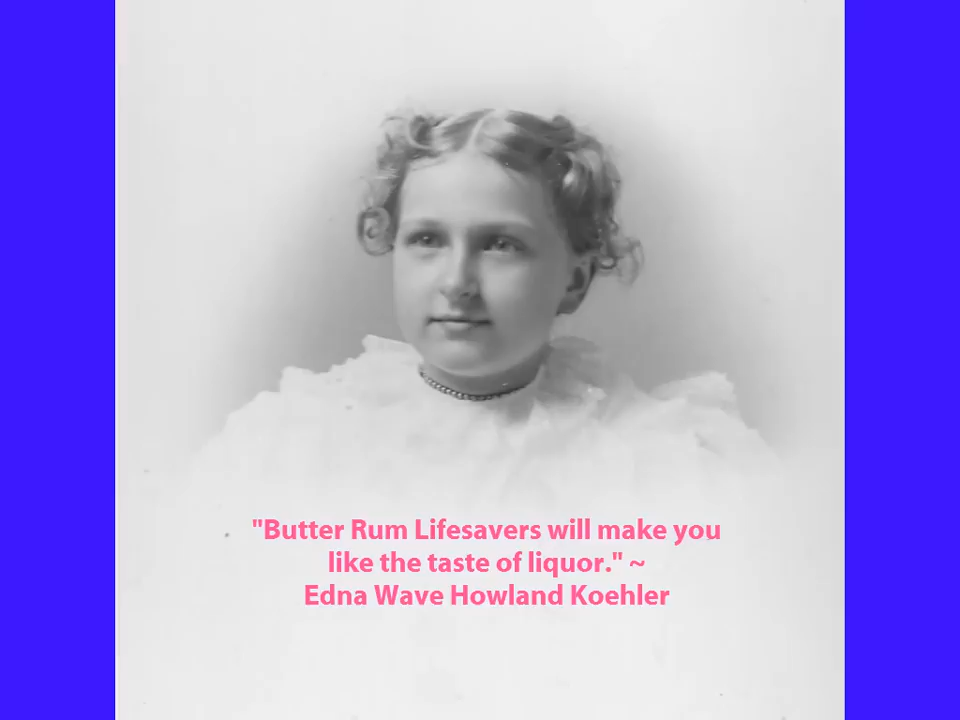 "Butter Rum Lifesavers will make you
like the taste of liquor." ~
Edna Wave Howland Koehler